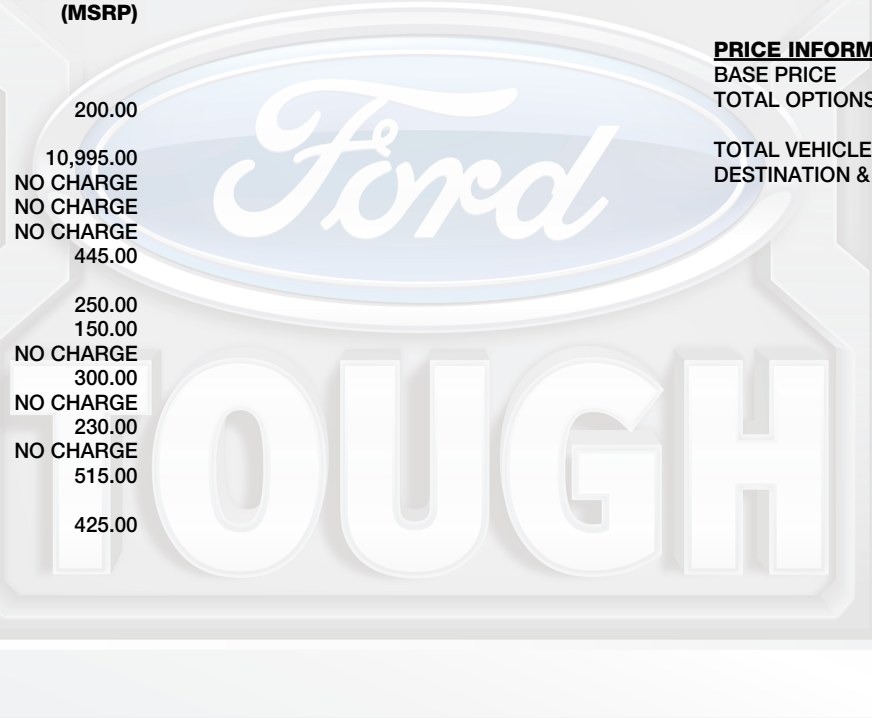 (MSRP)
200.00
10,995.00
NO CHARGE
NO CHARGE
NO CHARGE
445.00
250.00
150.00
NO CHARGE
300.00
NO CHARGE
230.00
NO CHARGE
515.00
425.00
PRICE INFORM
BASE PRICE
TOTAL OPTIONS
TOTAL VEHICLE
DESTINATION &
Ford
TOUGH